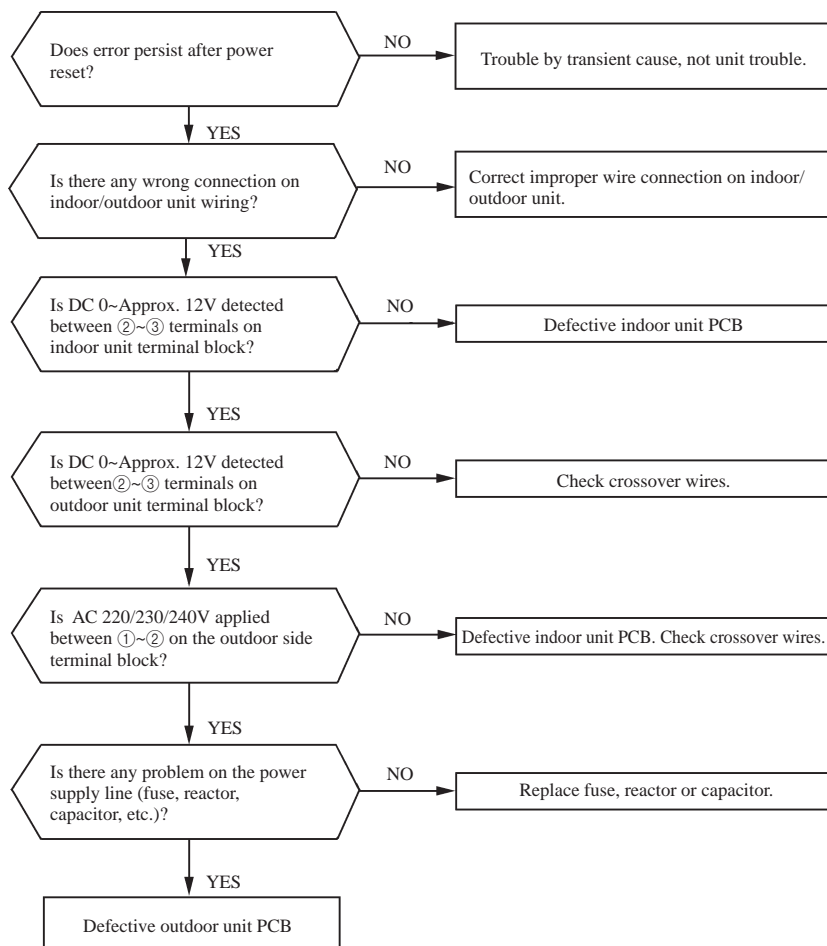 Does error persist after power
reset?
NO
Trouble by transient cause, not unit trouble.
YES
Is there any wrong connection on
indoor/outdoor unit wiring?
NO
Correct improper wire connection on indoor/
outdoor unit.
YES
Is DC 0~Approx. 12V detected
between ②~③ terminals on
indoor unit terminal block?
NO
Defective indoor unit PCB
YES
Is DC 0~Approx. 12V detected
between②~③ terminals on
outdoor unit terminal block?
NO
Check crossover wires.
YES
Is AC 220/230/240V applied
between ①~② on the outdoor side
terminal block?
NO
Defective indoor unit PCB. Check crossover wires.
YES
Is there any problem on the power
supply line (fuse, reactor,
capacitor, etc.)?
NO
Replace fuse, reactor or capacitor.
YES
Defective outdoor unit PCB